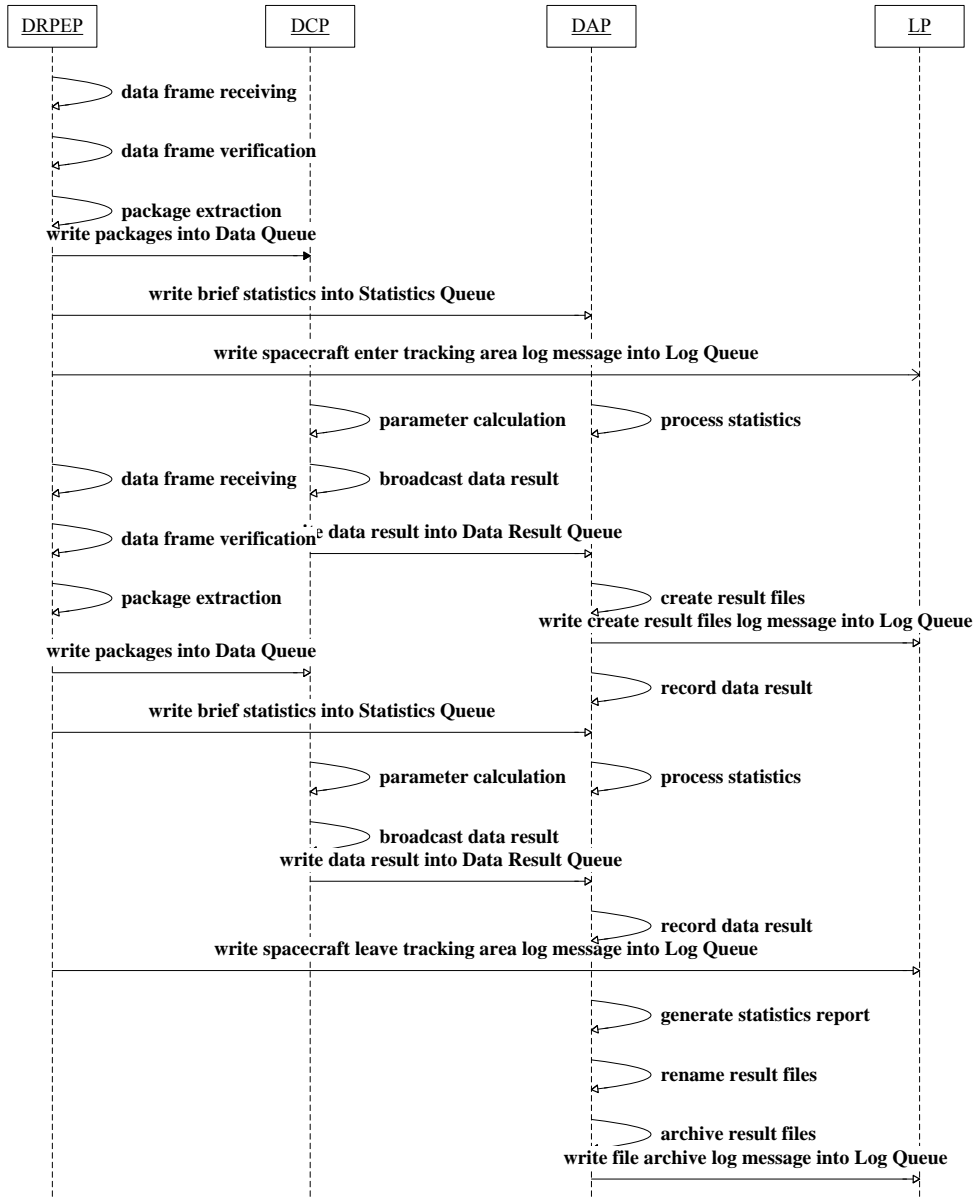 DRPEP DCP DAP LP
data frame receiving
data frame verification
package extraction
write packages into Data Queue
write brief statistics into Statistics Queue
write spacecraft enter tracking area log message into Log Queue
parameter calculation process statistics
data frame receiving broadcast data result
data frame verification data result into Data Result Queue
package extraction create result files
write create result files log message into Log Queue
write packages into Data Queue
record data result
write brief statistics into Statistics Queue
parameter calculation process statistics
broadcast data result
write data result into Data Result Queue
record data result
write spacecraft leave tracking area log message into Log Queue
generate statistics report
rename result files
archive result files
write file archive log message into Log Queue